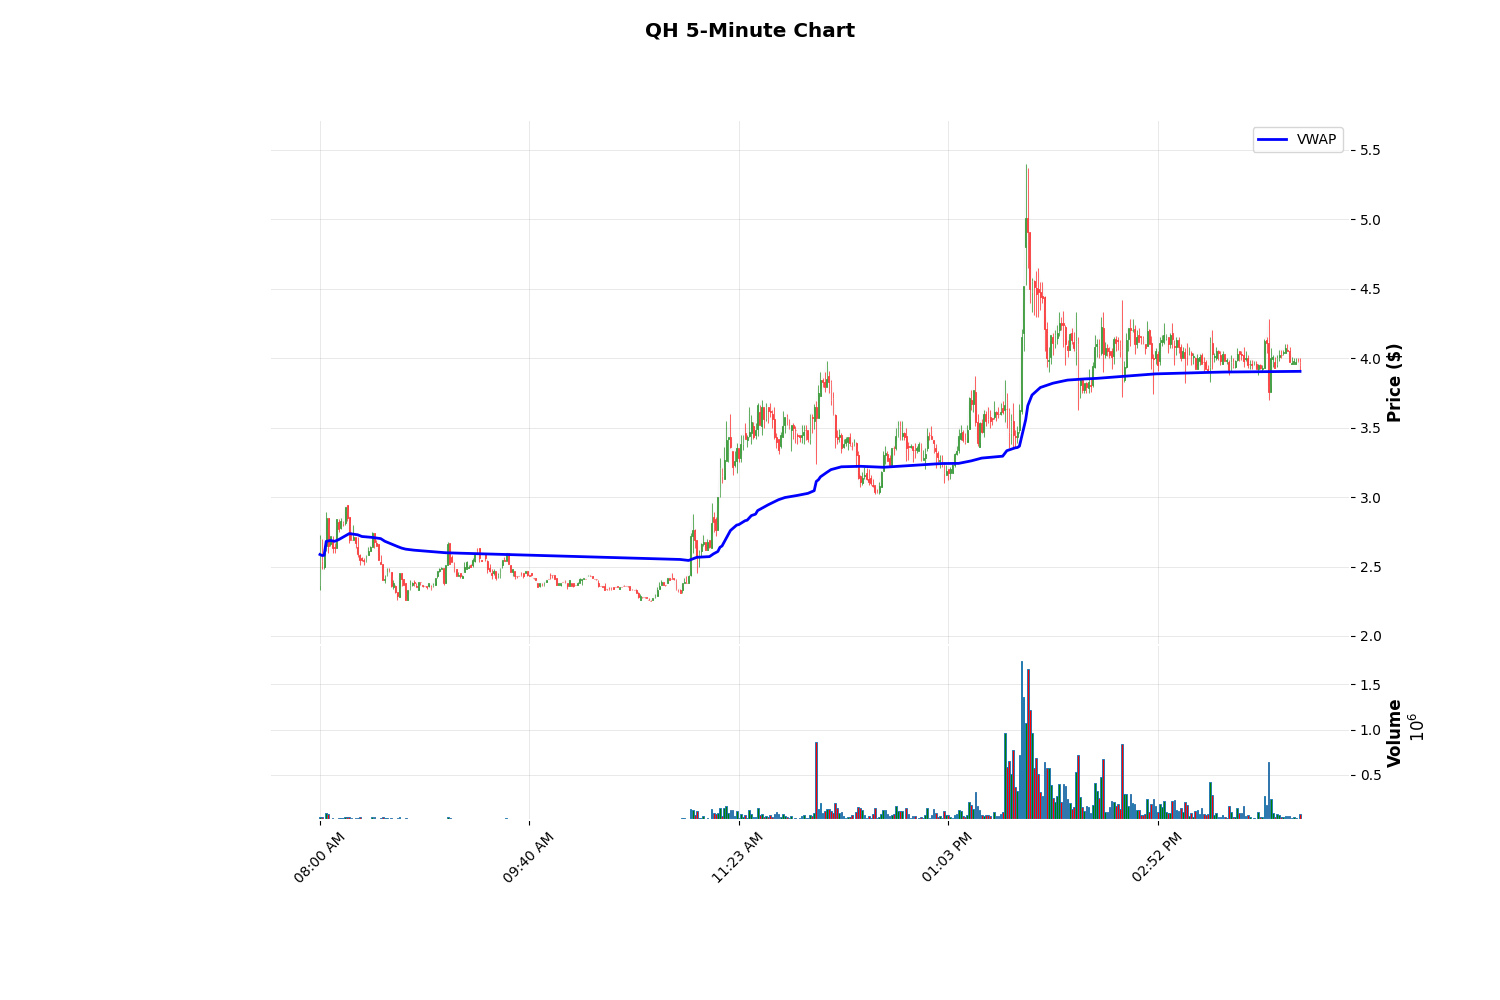 QH 5-Minute Chart
VWAP
5.5
5.0
4.5
4.0
3.5
3.0
2.5
2.0
Price ($)
1.5
1.0
0.5
Volume
10⁶
08:00 AM
09:40 AM
11:23 AM
01:03 PM
02:52 PM